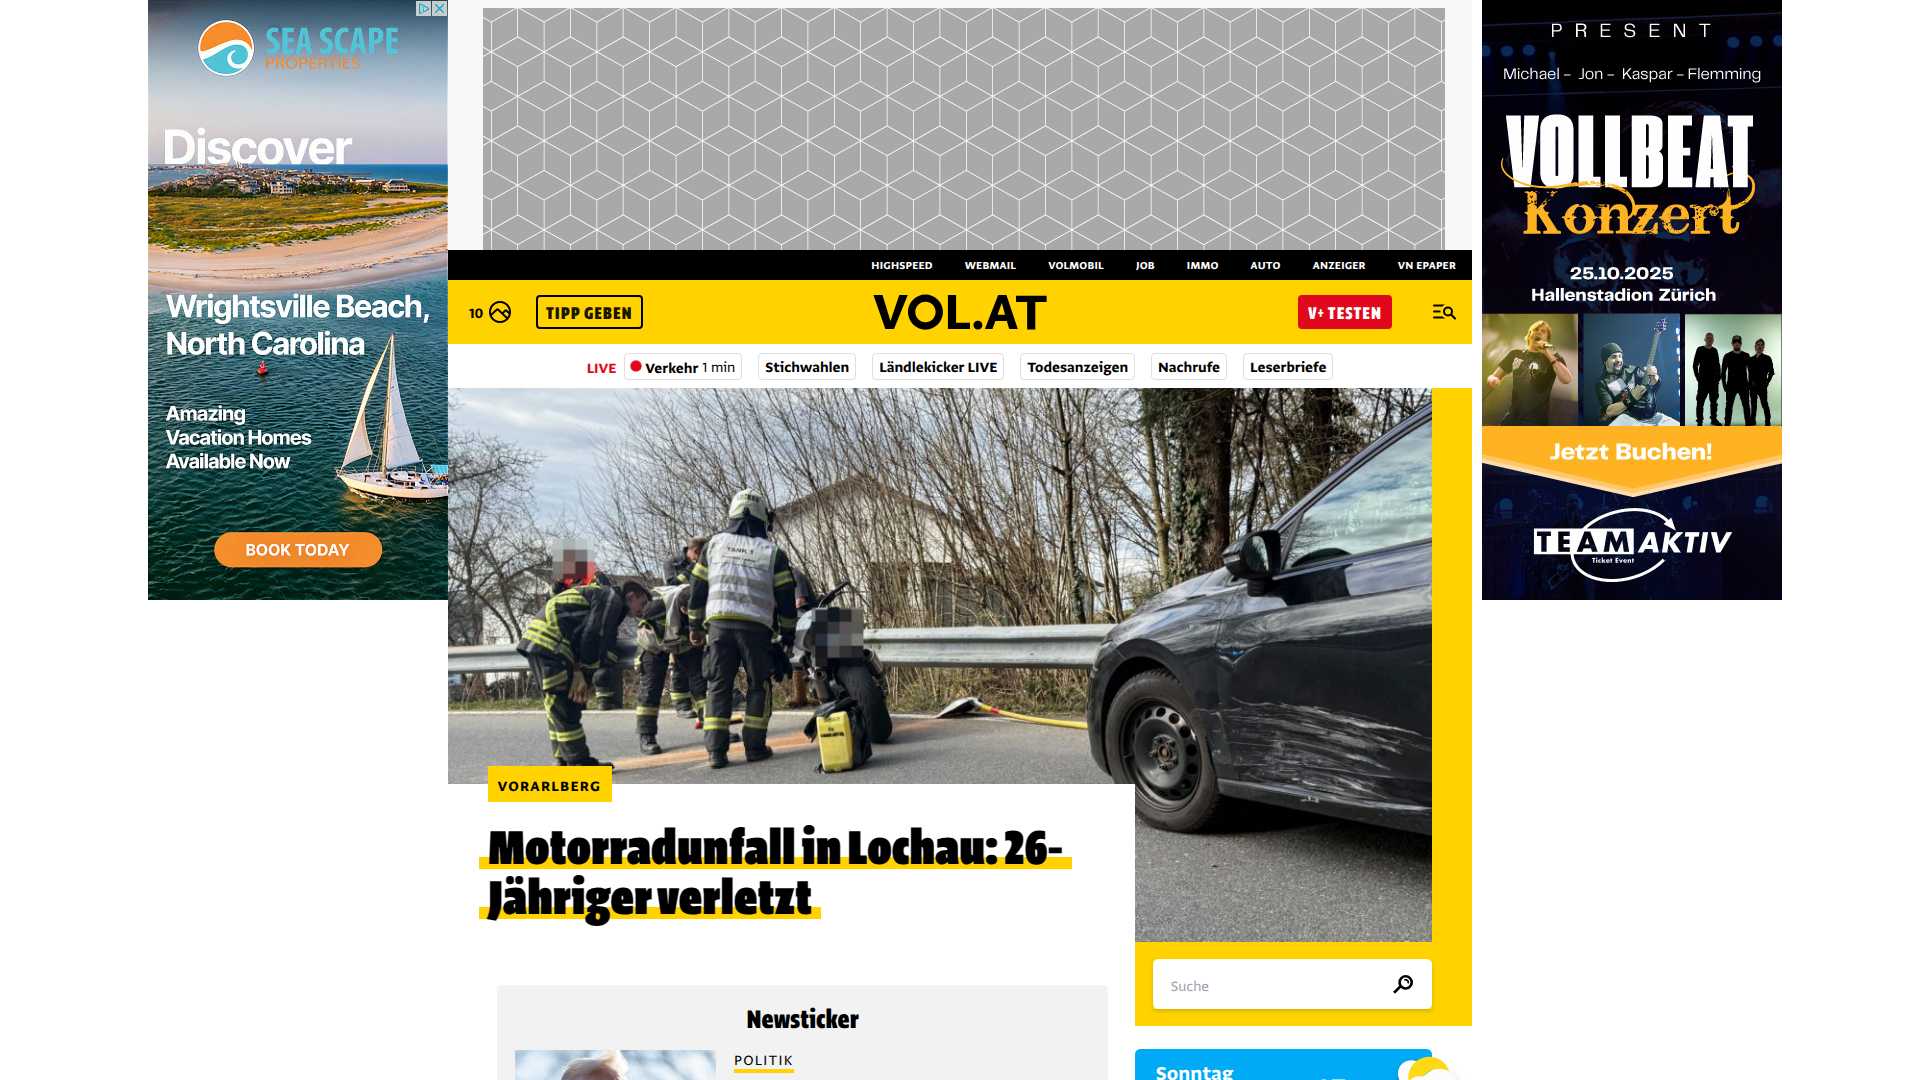 SEA SCAPE
PROPERTIES
Discover
Wrightsville Beach,
North Carolina
Amazing
Vacation Homes
Available Now
BOOK TODAY
HIGHSPEED WEBMAIL VOLMOBIL JOB IMMO AUTO ANZEIGER VN EPAPER
10 TIPP GEBEN VOL.AT V+ TESTEN
LIVE Verkehr 1 min Stichwahlen Ländlekicker LIVE Todesanzeigen Nachrufe Leserbriefe
TANK 1
VORARLBERG
Motorradunfall in Lochau: 26-
Jähriger verletzt
Newsticker
POLITIK
Suche
Sonntag
PRESENT
Michael – Jon – Kaspar – Flemming
VOLLBEAT
Konzert
25.10.2025
Hallenstadion Zürich
Jetzt Buchen!
TEAM AKTIV
Ticket Event